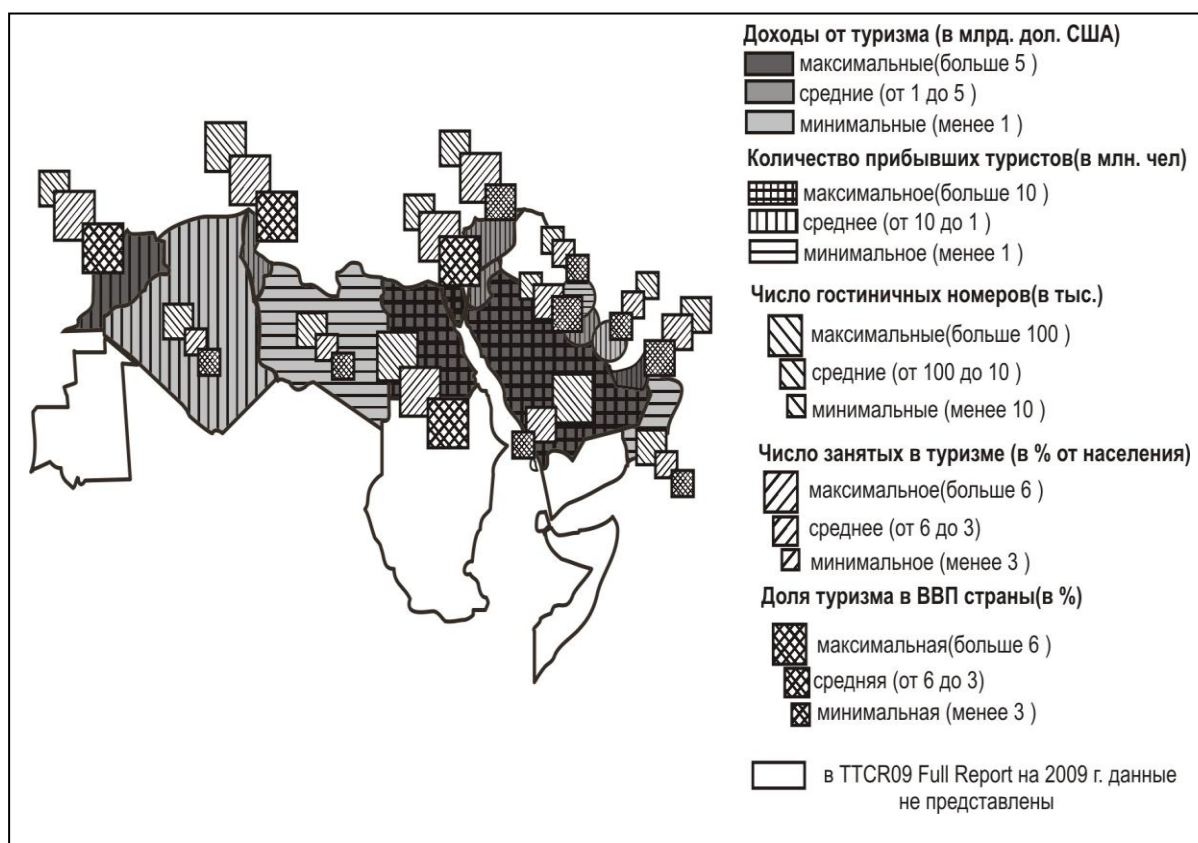 Доходы от туризма (в млрд. дол. США)
максимальные(больше 5 )
средние (от 1 до 5 )
минимальные (менее 1 )
Количество прибывших туристов(в млн. чел)
максимальное(больше 10 )
среднее (от 10 до 1 )
минимальное (менее 1 )
Число гостиничных номеров(в тыс.)
максимальные(больше 100 )
средние (от 100 до 10 )
минимальные (менее 10 )
Число занятых в туризме (в % от населения)
максимальное(больше 6 )
среднее (от 6 до 3)
минимальное (менее 3 )
Доля туризма в ВВП страны(в %)
максимальная(больше 6 )
средняя (от 6 до 3)
минимальная (менее 3 )
в TTCR09 Full Report на 2009 г. данные
не представлены